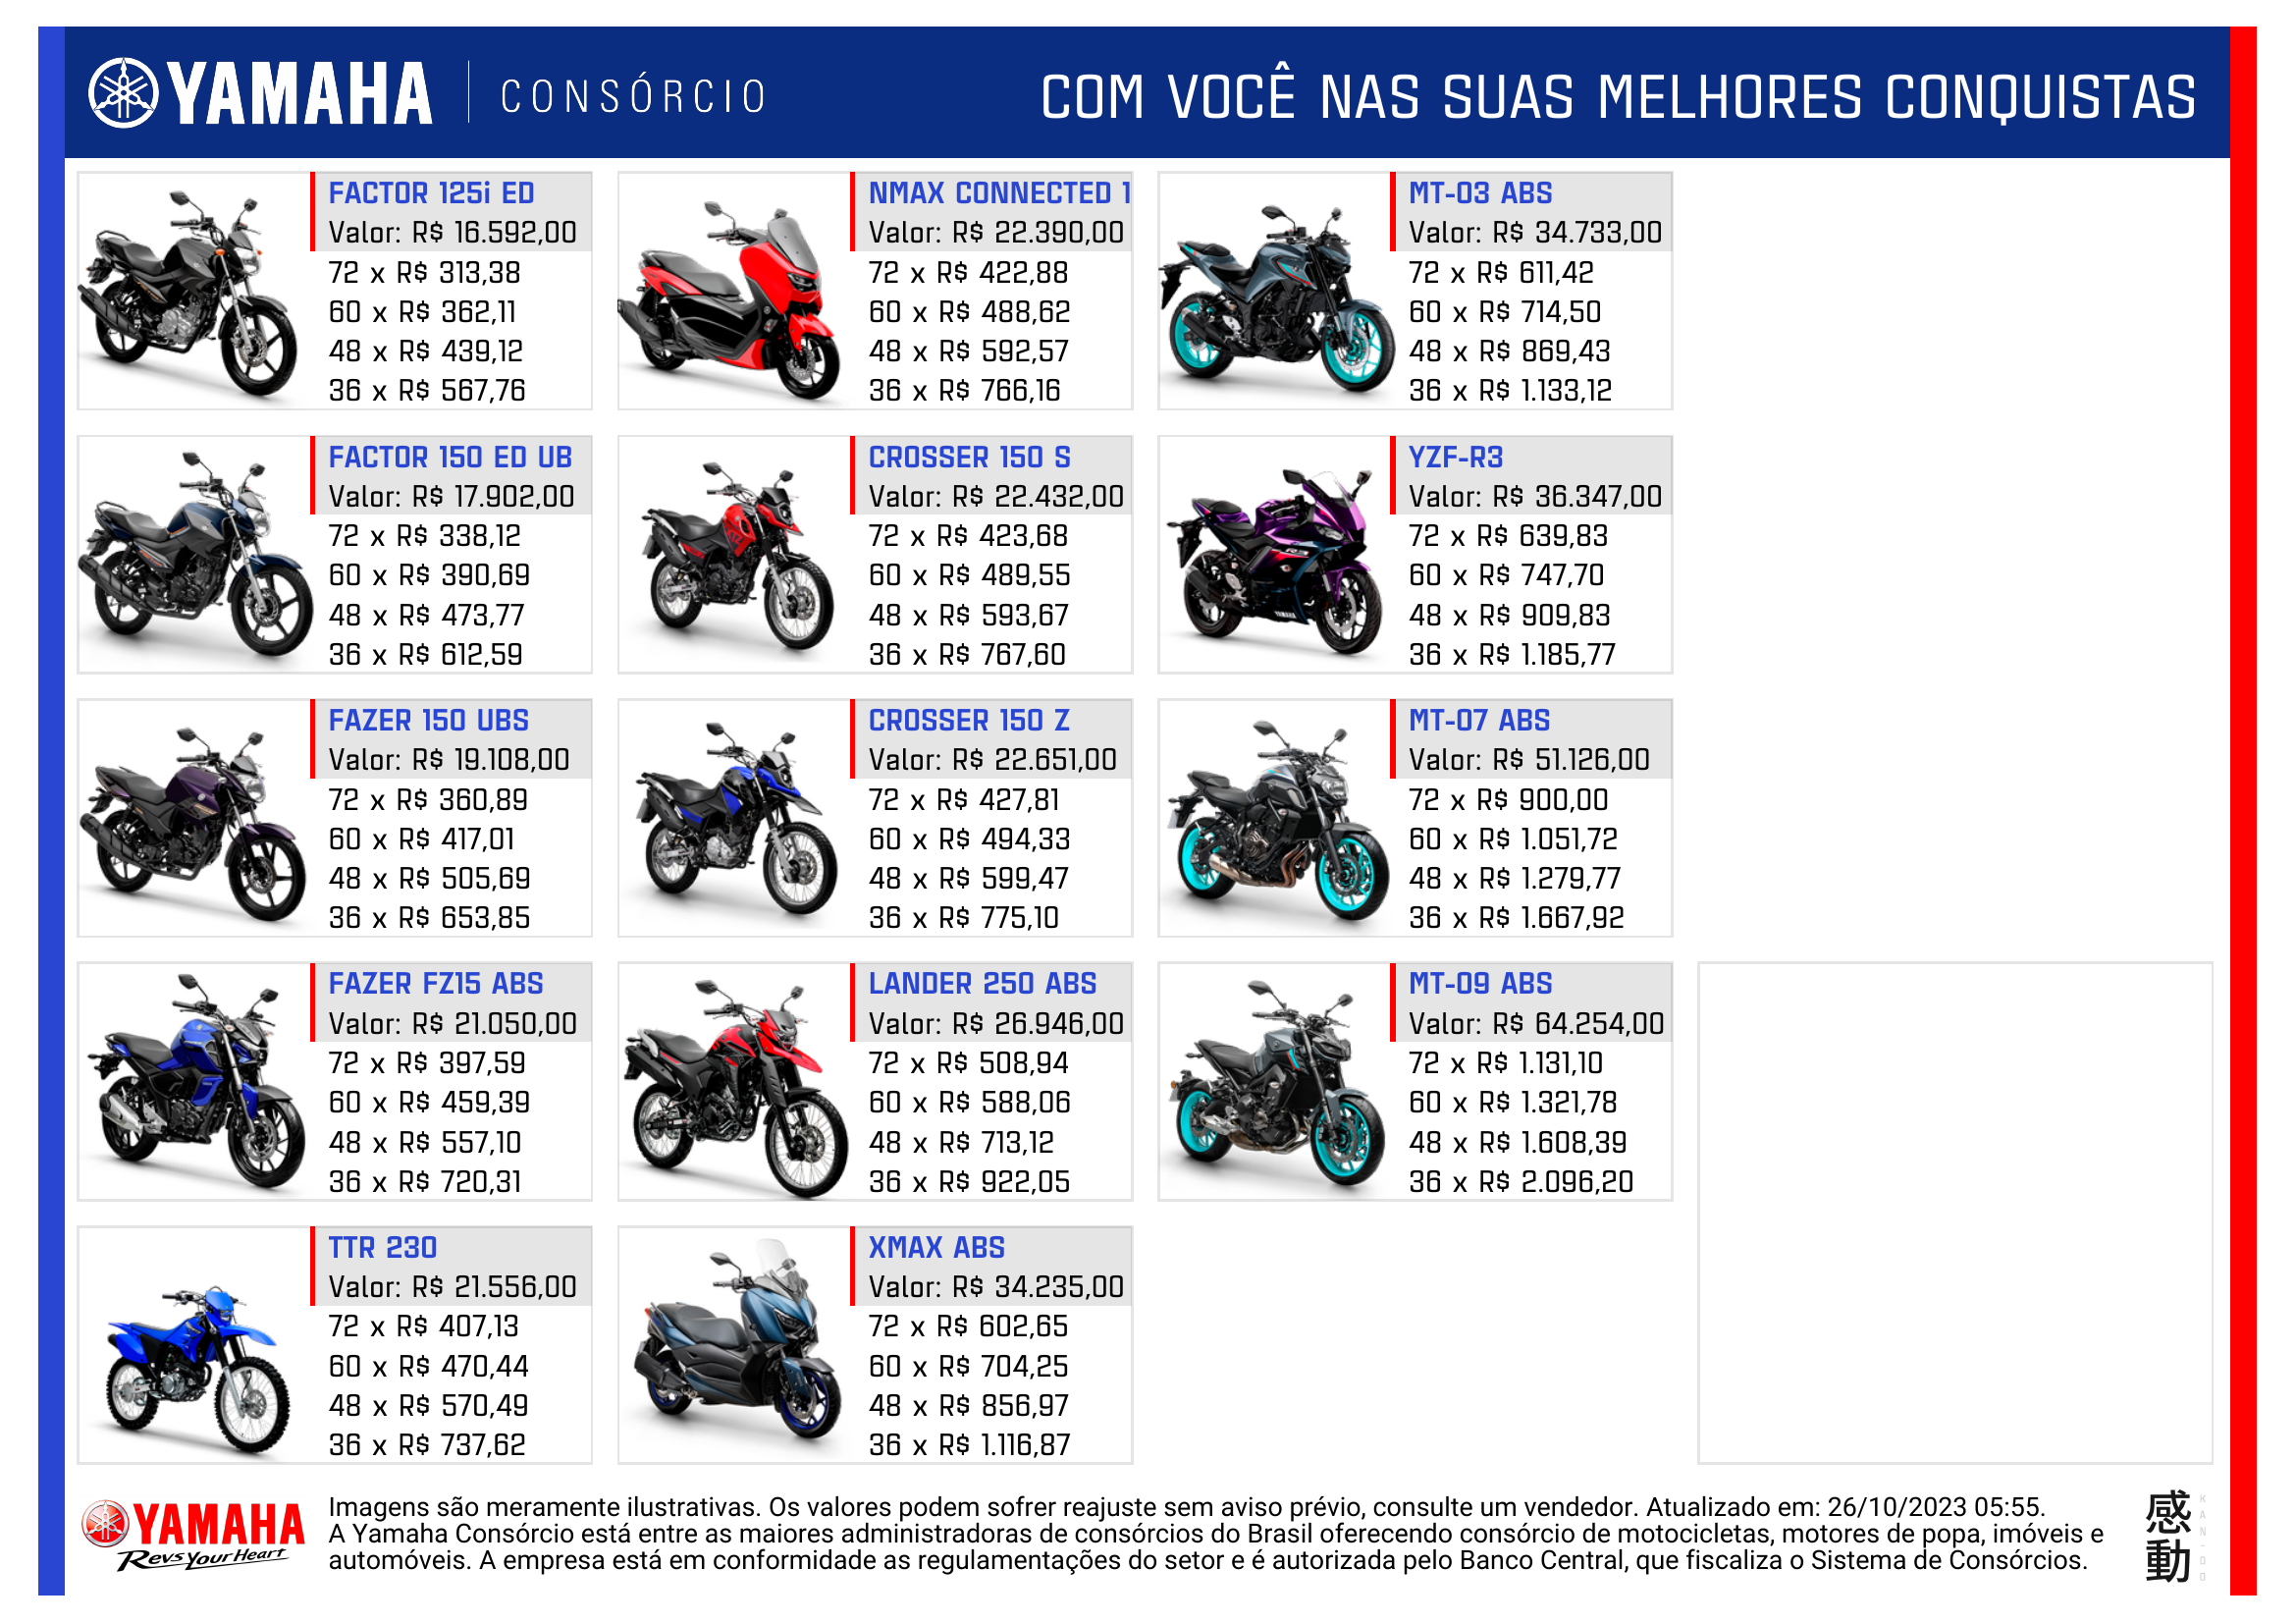 YAMAHA CONSÓRCIO COM VOCÊ NAS SUAS MELHORES CONQUISTAS
FACTOR 125i ED
Valor: R$ 16.592,00
72 x R$ 313,38
60 x R$ 362,11
48 x R$ 439,12
36 x R$ 567,76
FACTOR 150 ED UB
Valor: R$ 17.902,00
72 x R$ 338,12
60 x R$ 390,69
48 x R$ 473,77
36 x R$ 612,59
FAZER 150 UBS
Valor: R$ 19.108,00
72 x R$ 360,89
60 x R$ 417,01
48 x R$ 505,69
36 x R$ 653,85
FAZER FZ15 ABS
Valor: R$ 21.050,00
72 x R$ 397,59
60 x R$ 459,39
48 x R$ 557,10
36 x R$ 720,31
TTR 230
Valor: R$ 21.556,00
72 x R$ 407,13
60 x R$ 470,44
48 x R$ 570,49
36 x R$ 737,62
NMAX CONNECTED 1
Valor: R$ 22.390,00
72 x R$ 422,88
60 x R$ 488,62
48 x R$ 592,57
36 x R$ 766,16
CROSSER 150 S
Valor: R$ 22.432,00
72 x R$ 423,68
60 x R$ 489,55
48 x R$ 593,67
36 x R$ 767,60
CROSSER 150 Z
Valor: R$ 22.651,00
72 x R$ 427,81
60 x R$ 494,33
48 x R$ 599,47
36 x R$ 775,10
LANDER 250 ABS
Valor: R$ 26.946,00
72 x R$ 508,94
60 x R$ 588,06
48 x R$ 713,12
36 x R$ 922,05
XMAX ABS
Valor: R$ 34.235,00
72 x R$ 602,65
60 x R$ 704,25
48 x R$ 856,97
36 x R$ 1.116,87
MT-03 ABS
Valor: R$ 34.733,00
72 x R$ 611,42
60 x R$ 714,50
48 x R$ 869,43
36 x R$ 1.133,12
YZF-R3
Valor: R$ 36.347,00
72 x R$ 639,83
60 x R$ 747,70
48 x R$ 909,83
36 x R$ 1.185,77
MT-07 ABS
Valor: R$ 51.126,00
72 x R$ 900,00
60 x R$ 1.051,72
48 x R$ 1.279,77
36 x R$ 1.667,92
MT-09 ABS
Valor: R$ 64.254,00
72 x R$ 1.131,10
60 x R$ 1.321,78
48 x R$ 1.608,39
36 x R$ 2.096,20
YAMAHA
Revs Your Heart
Imagens são meramente ilustrativas. Os valores podem sofrer reajuste sem aviso prévio, consulte um vendedor. Atualizado em: 26/10/2023 05:55.
A Yamaha Consórcio está entre as maiores administradoras de consórcios do Brasil oferecendo consórcio de motocicletas, motores de popa, imóveis e
automóveis. A empresa está em conformidade as regulamentações do setor e é autorizada pelo Banco Central, que fiscaliza o Sistema de Consórcios.
感動
KAN-DO